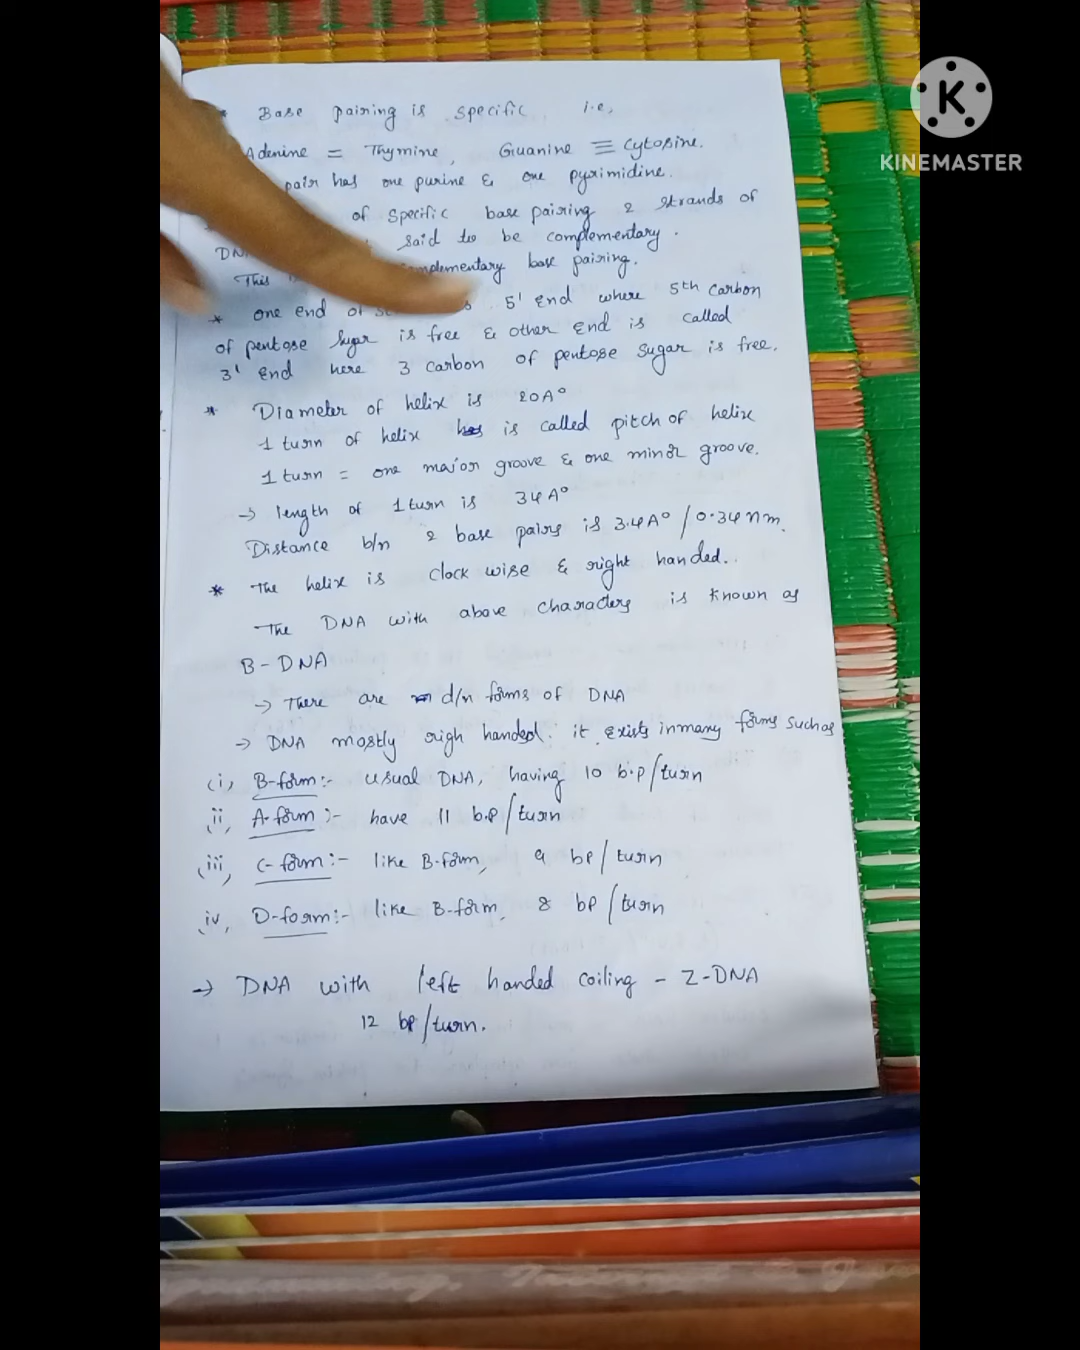 * Base pairing is specific i.e.
Adenine = Thymine, Guanine ≡ Cytosine.
pair has one purine & one pyrimidine.
of specific base pairing 2 strands of
said to be complementary.
This complementary base pairing.
* one end of 5' end where 5th carbon
of pentose sugar is free & other end is called
3' end here 3 carbon of pentose sugar is free.
* Diameter of helix is 20A°
1 turn of helix is called pitch of helix
1 turn = one major groove & one minor groove.
→ length of 1 turn is 34A°
Distance b/n 2 base pairs is 3.4A° / 0.34nm.
* The helix is clock wise & right handed..
The DNA with above characters is known as
B-DNA
→ There are d/n forms of DNA
→ DNA mostly righ handed. it exists in many forms such as
(i, B-form:- usual DNA, having 10 b.p/turn
(ii, A-form:- have 11 b.p/turn
(iii, C-form:- like B-form, 9 bp/turn
(iv, D-form:- like B-form, 8 bp/turn
→ DNA with left handed coiling - Z-DNA
12 bp/turn.
K
KINEMASTER